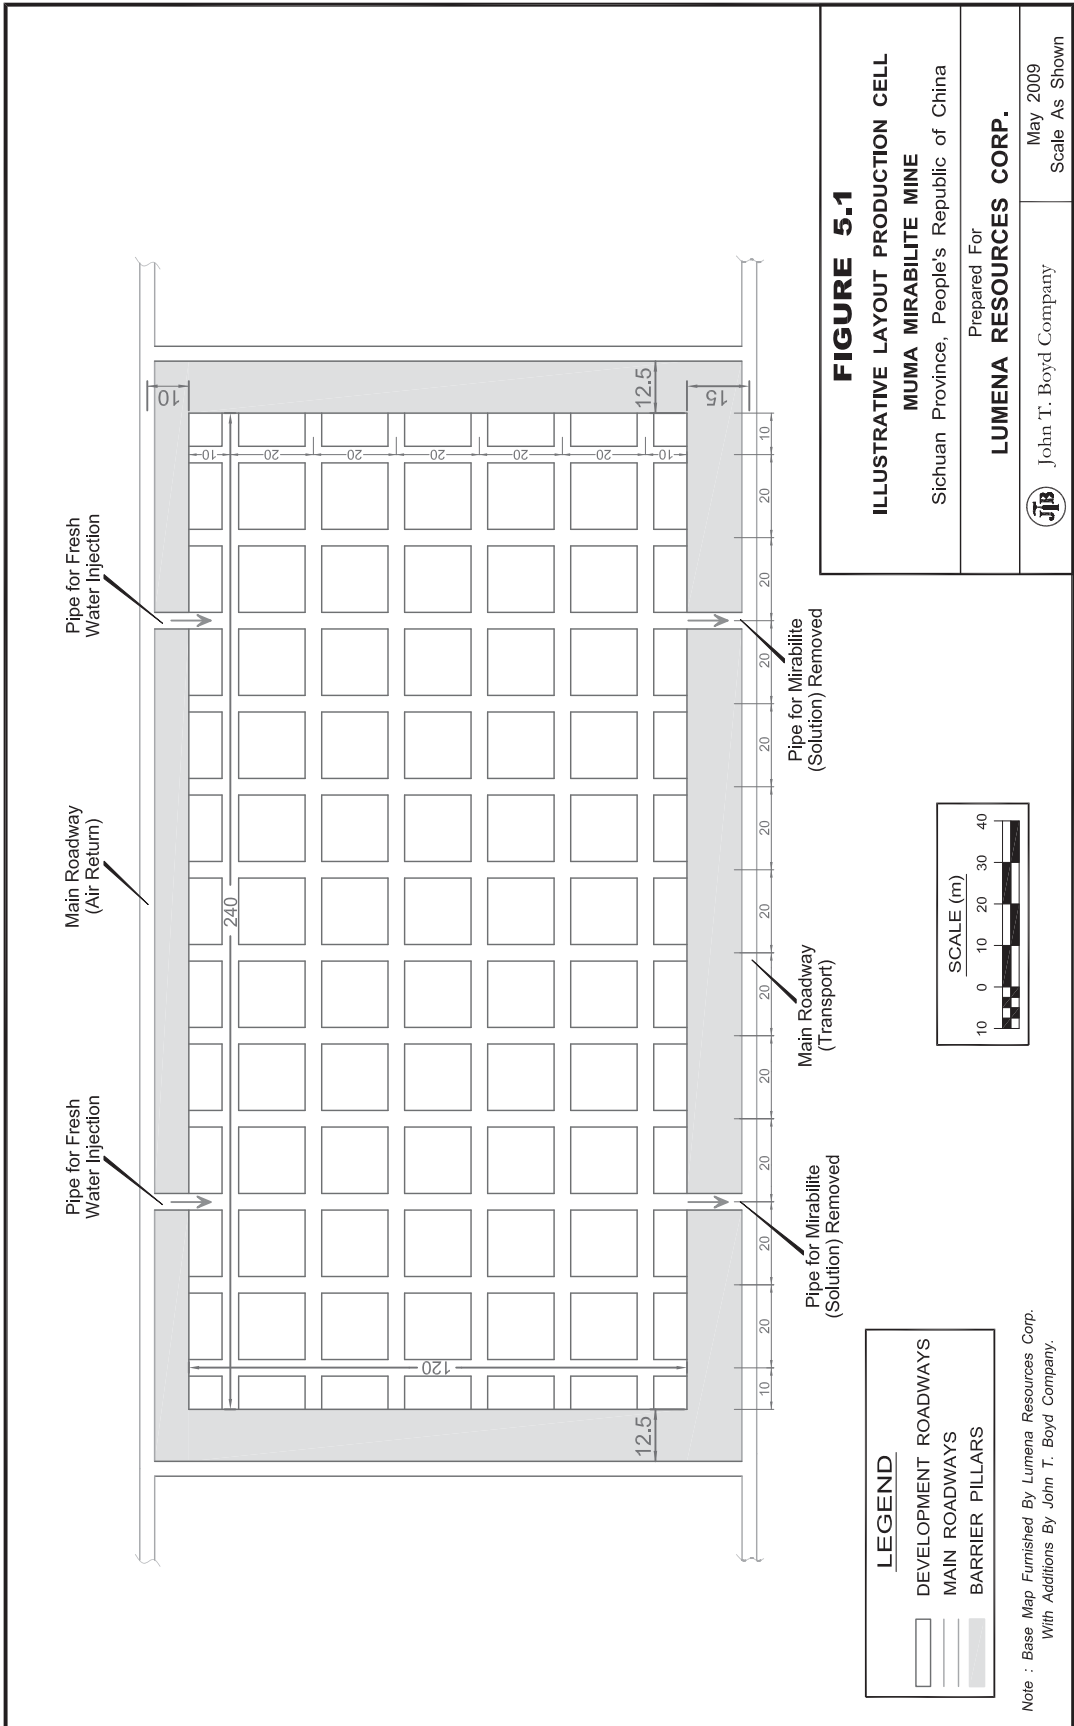 Pipe for Fresh
Water Injection
Main Roadway
(Air Return)
Pipe for Fresh
Water Injection
10
12.5
15
240
120
12.5
10
20
20
20
20
20
10
10
20
20
20
20
20
20
20
20
20
20
20
10
Pipe for Mirabilite
(Solution) Removed
Main Roadway
(Transport)
Pipe for Mirabilite
(Solution) Removed
LEGEND
DEVELOPMENT ROADWAYS
MAIN ROADWAYS
BARRIER PILLARS
SCALE (m)
10 0 10 20 30 40
Note : Base Map Furnished By Lumena Resources Corp.
With Additions By John T. Boyd Company.
FIGURE 5.1
ILLUSTRATIVE LAYOUT PRODUCTION CELL
MUMA MIRABILITE MINE
Sichuan Province, People's Republic of China
Prepared For
LUMENA RESOURCES CORP.
JTB John T. Boyd Company
May 2009
Scale As Shown